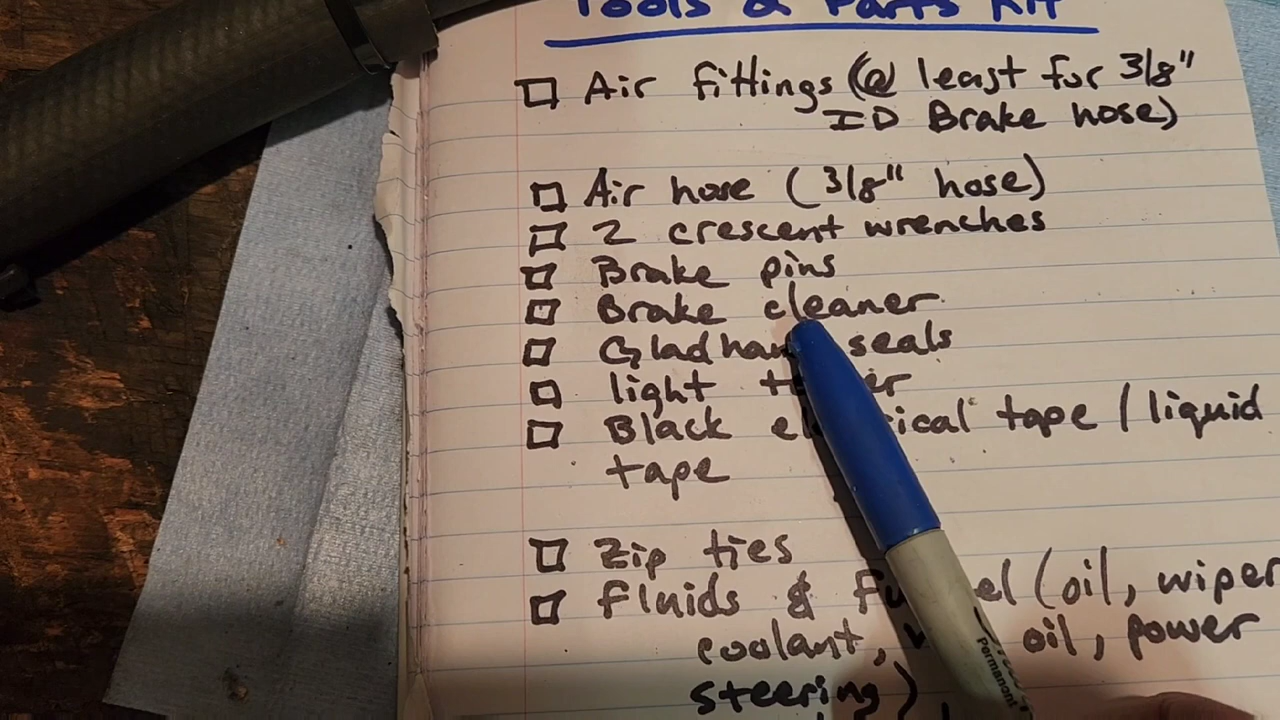 Tools & Parts Kit
Air fittings (@ least for 3/8"
ID Brake hose)
Air hose (3/8" hose)
2 crescent wrenches
Brake pins
Brake cleaner
seals
light
Black tape / liquid
tape
Zip ties
Fluids & (oil, wiper
coolant, oil, power
steering)
Permanent